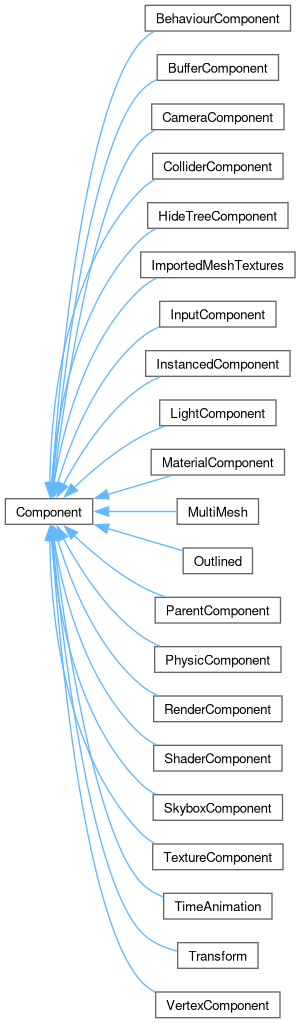 BehaviourComponent
BufferComponent
CameraComponent
ColliderComponent
HideTreeComponent
ImportedMeshTextures
InputComponent
InstancedComponent
LightComponent
MaterialComponent
Component
MultiMesh
Outlined
ParentComponent
PhysicComponent
RenderComponent
ShaderComponent
SkyboxComponent
TextureComponent
TimeAnimation
Transform
VertexComponent